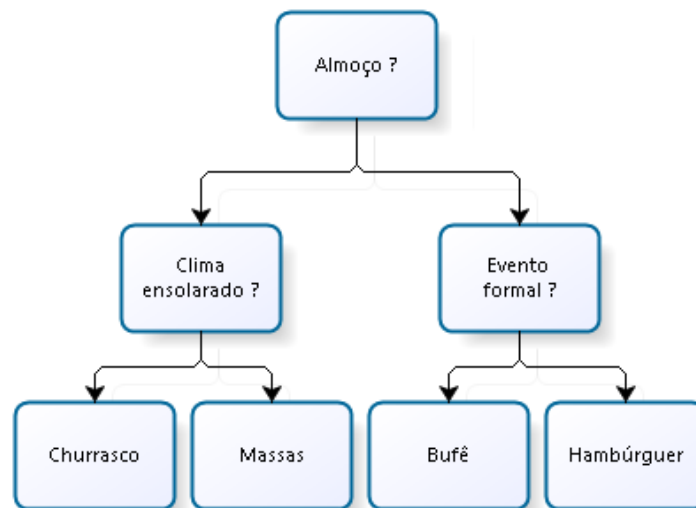 Almoço ?
Clima
ensolarado ?
Evento
formal ?
Churrasco
Massas
Bufê
Hambúrguer